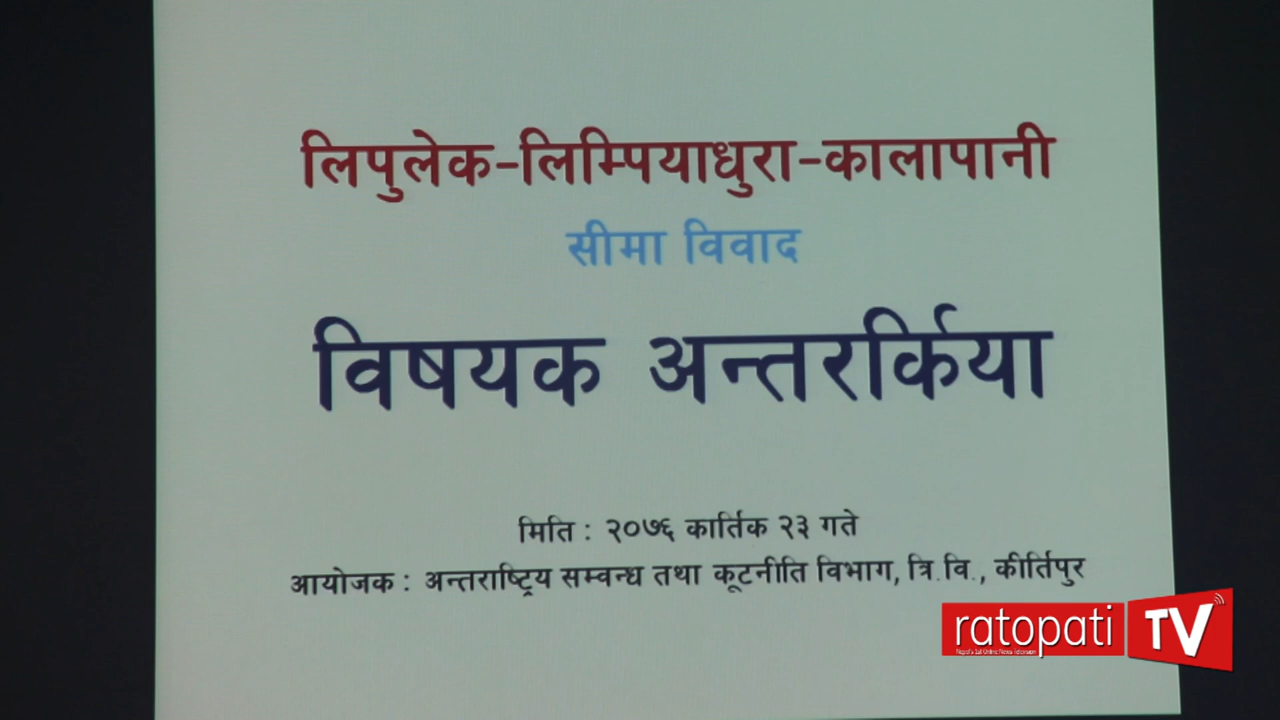 लिपुलेक-लिम्पियाधुरा-कालापानी
सीमा विवाद
विषयक अन्तरर्किया
मिति : २०७६ कार्तिक २३ गते
आयोजक : अन्तराष्ट्रिय सम्वन्ध तथा कूटनीति विभाग, त्रि.वि., कीर्तिपुर
ratopati TV